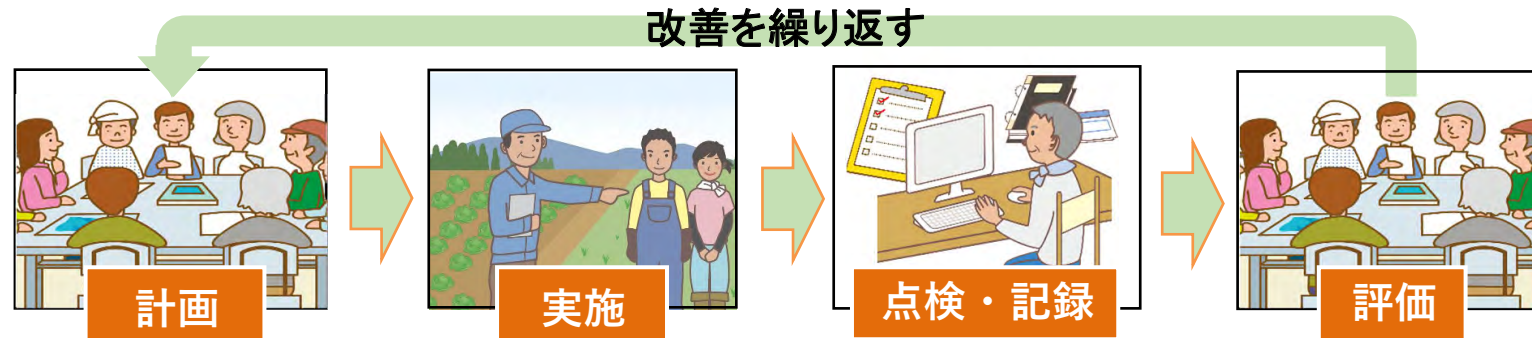 改善を繰り返す
計画
実施
点検・記録
評価